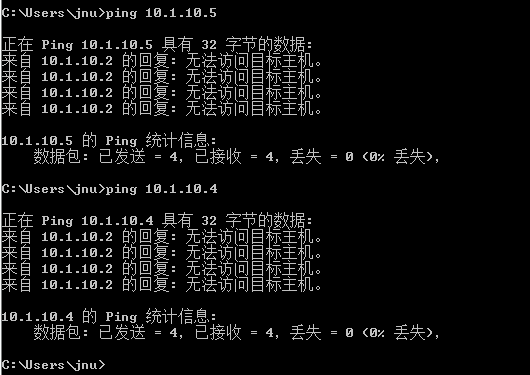 C:\Users\jnu>ping 10.1.10.5
正在 Ping 10.1.10.5 具有 32 字节的数据:
来自 10.1.10.2 的回复: 无法访问目标主机。
来自 10.1.10.2 的回复: 无法访问目标主机。
来自 10.1.10.2 的回复: 无法访问目标主机。
来自 10.1.10.2 的回复: 无法访问目标主机。
10.1.10.5 的 Ping 统计信息:
数据包: 已发送 = 4, 已接收 = 4, 丢失 = 0 (0% 丢失),
C:\Users\jnu>ping 10.1.10.4
正在 Ping 10.1.10.4 具有 32 字节的数据:
来自 10.1.10.2 的回复: 无法访问目标主机。
来自 10.1.10.2 的回复: 无法访问目标主机。
来自 10.1.10.2 的回复: 无法访问目标主机。
来自 10.1.10.2 的回复: 无法访问目标主机。
10.1.10.4 的 Ping 统计信息:
数据包: 已发送 = 4, 已接收 = 4, 丢失 = 0 (0% 丢失),
C:\Users\jnu>